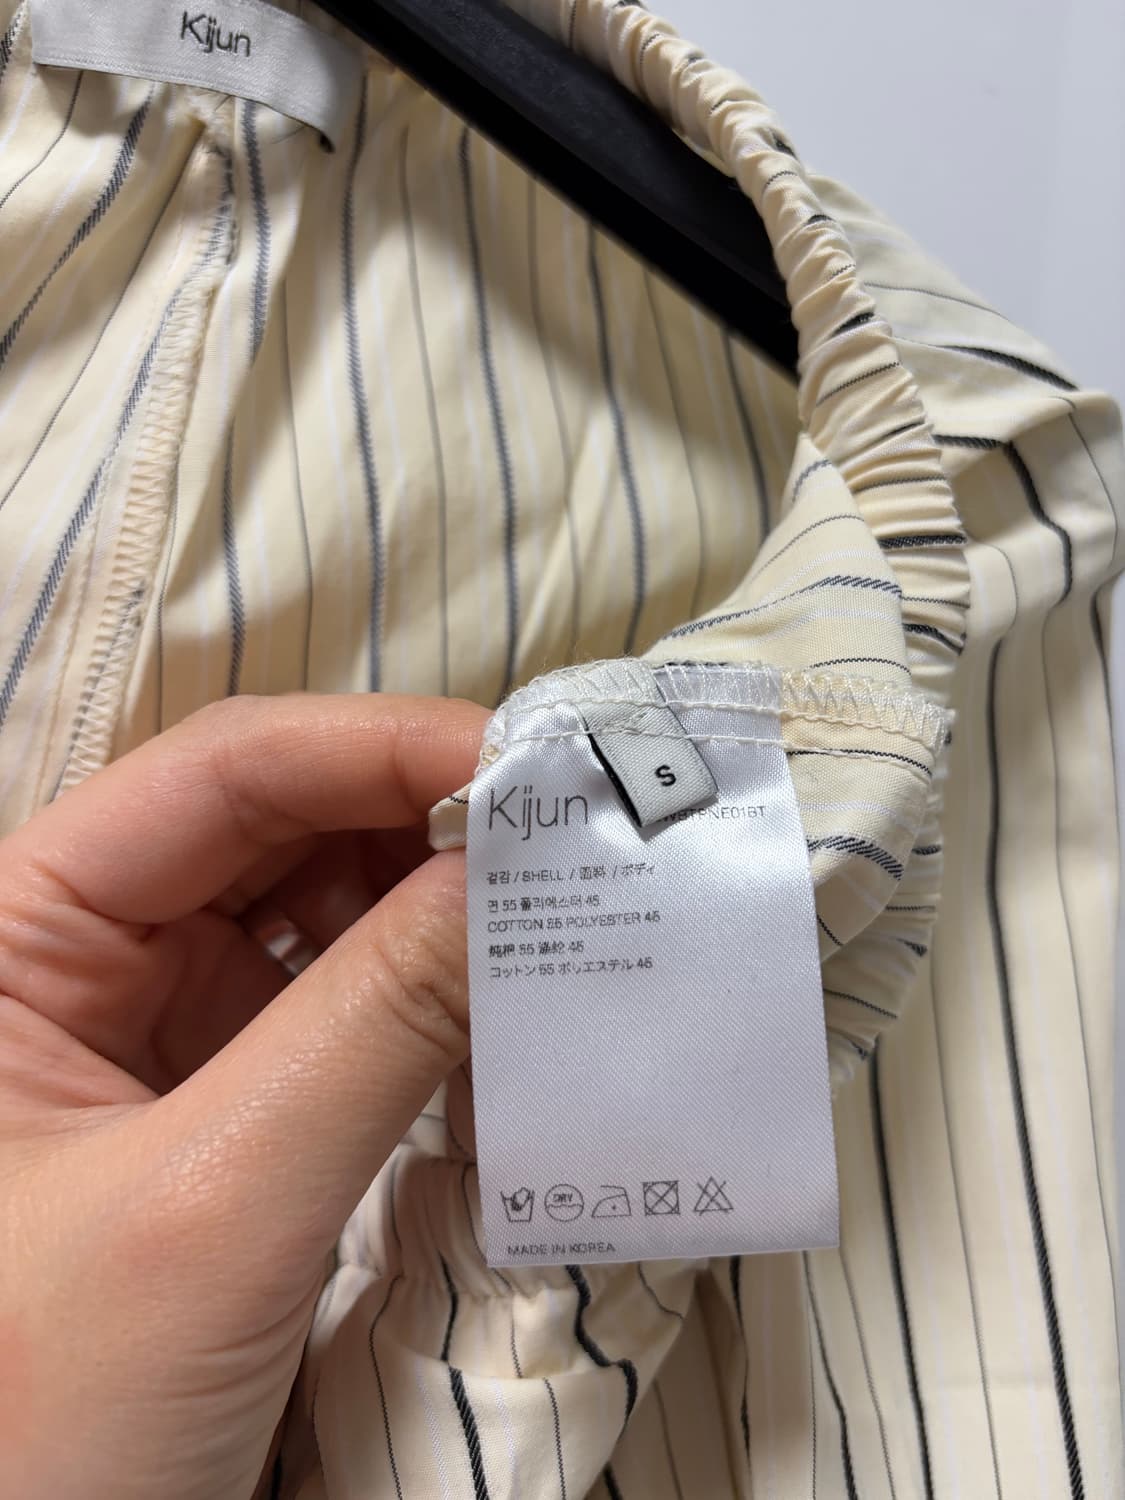 Kijun
S
Kijun
겉감 / SHELL / 面料 / ボディ
면 55 폴리에스터 45
COTTON 55 POLYESTER 45
純棉 55 涤纶 45
コットン 55 ポリエステル 45
DRY
MADE IN KOREA